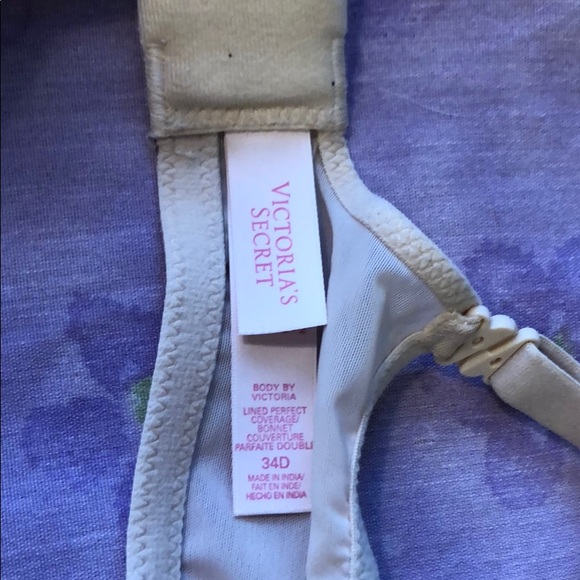 VICTORIA'S
SECRET
BODY BY
VICTORIA
LINED PERFECT
COVERAGE/
BONNET
COUVERTURE
PARFAITE DOUBLÉ
34D
MADE IN INDIA/
FAIT EN INDE/
HECHO EN INDIA